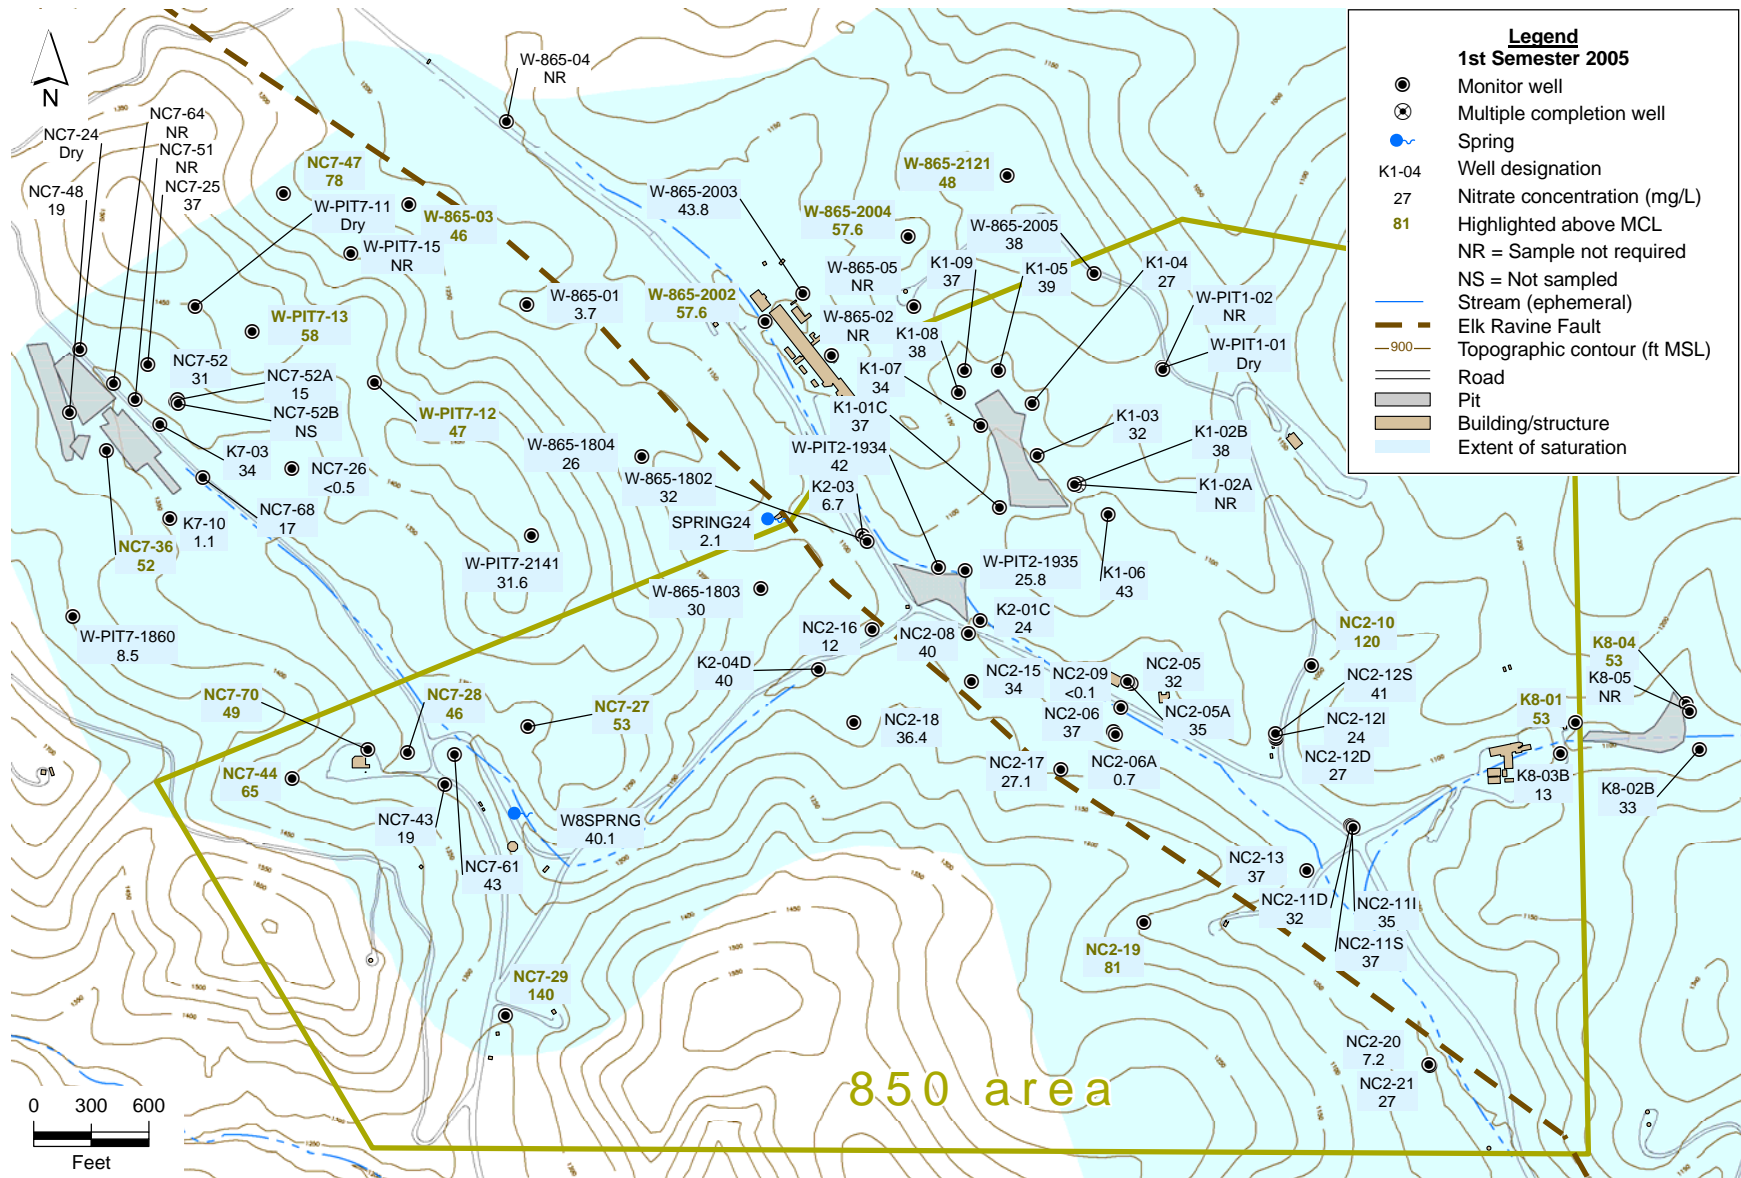 Legend
1st Semester 2005
Monitor well
Multiple completion well
Spring
K1-04 Well designation
27 Nitrate concentration (mg/L)
81 Highlighted above MCL
NR = Sample not required
NS = Not sampled
Stream (ephemeral)
Elk Ravine Fault
900 Topographic contour (ft MSL)
Road
Pit
Building/structure
Extent of saturation
N
W-865-04
NR
NC7-64
NR
NC7-24
Dry
NC7-51
NR
NC7-25
37
NC7-48
19
NC7-47
78
W-PIT7-11
Dry
W-865-03
46
W-PIT7-15
NR
W-865-2003
43.8
W-865-2121
48
W-865-2004
57.6
W-865-2005
38
K1-09
37
K1-05
39
K1-04
27
W-865-05
NR
W-865-01
3.7
W-865-2002
57.6
W-865-02
NR
K1-08
38
W-PIT1-02
NR
W-PIT1-01
Dry
W-PIT7-13
58
NC7-52
31
NC7-52A
15
NC7-52B
NS
W-PIT7-12
47
K1-07
34
K1-01C
37
K1-03
32
K1-02B
38
K1-02A
NR
W-PIT2-1934
42
W-865-1804
26
W-865-1802
32
K2-03
6.7
K7-03
34
NC7-26
<0.5
NC7-68
17
K7-10
1.1
NC7-36
52
SPRING24
2.1
W-PIT7-2141
31.6
W-865-1803
30
W-PIT2-1935
25.8
K1-06
43
K2-01C
24
NC2-16
12
NC2-08
40
K2-04D
40
NC2-15
34
NC2-09
<0.1
NC2-05
32
NC2-10
120
K8-04
53
K8-05
NR
W-PIT7-1860
8.5
NC7-70
49
NC7-28
46
NC7-27
53
NC2-18
36.4
NC2-06
37
NC2-05A
35
NC2-12S
41
NC2-12I
24
NC2-12D
27
K8-01
53
NC7-44
65
NC2-17
27.1
NC2-06A
0.7
K8-03B
13
K8-02B
33
NC7-43
19
W8SPRNG
40.1
NC7-61
43
NC2-13
37
NC2-11D
32
NC2-11I
35
NC2-11S
37
NC2-19
81
NC7-29
140
NC2-20
7.2
NC2-21
27
850 area
0 300 600
Feet